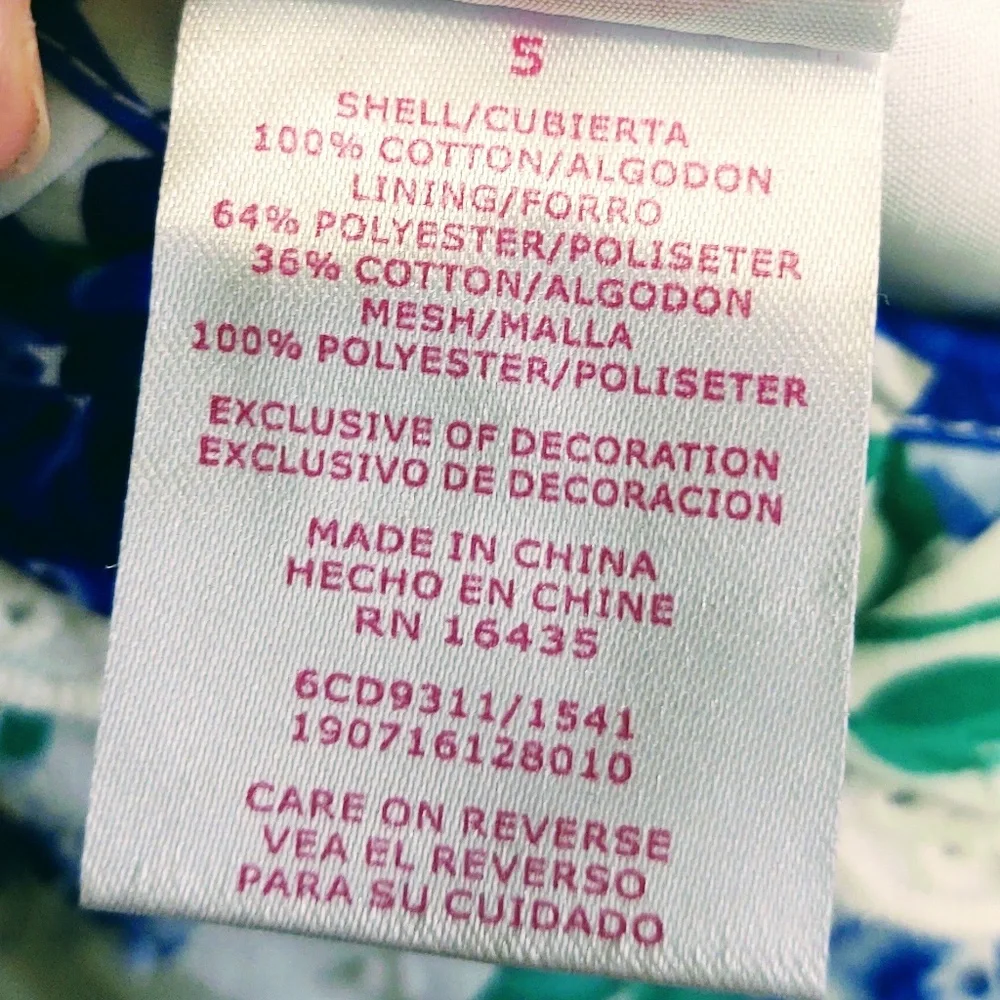 5
SHELL/CUBIERTA
100% COTTON/ALGODON
LINING/FORRO
64% POLYESTER/POLISETER
36% COTTON/ALGODON
MESH/MALLA
100% POLYESTER/POLISETER
EXCLUSIVE OF DECORATION
EXCLUSIVO DE DECORACION
MADE IN CHINA
HECHO EN CHINE
RN 16435
6CD9311/1541
190716128010
CARE ON REVERSE
VEA EL REVERSO
PARA SU CUIDADO